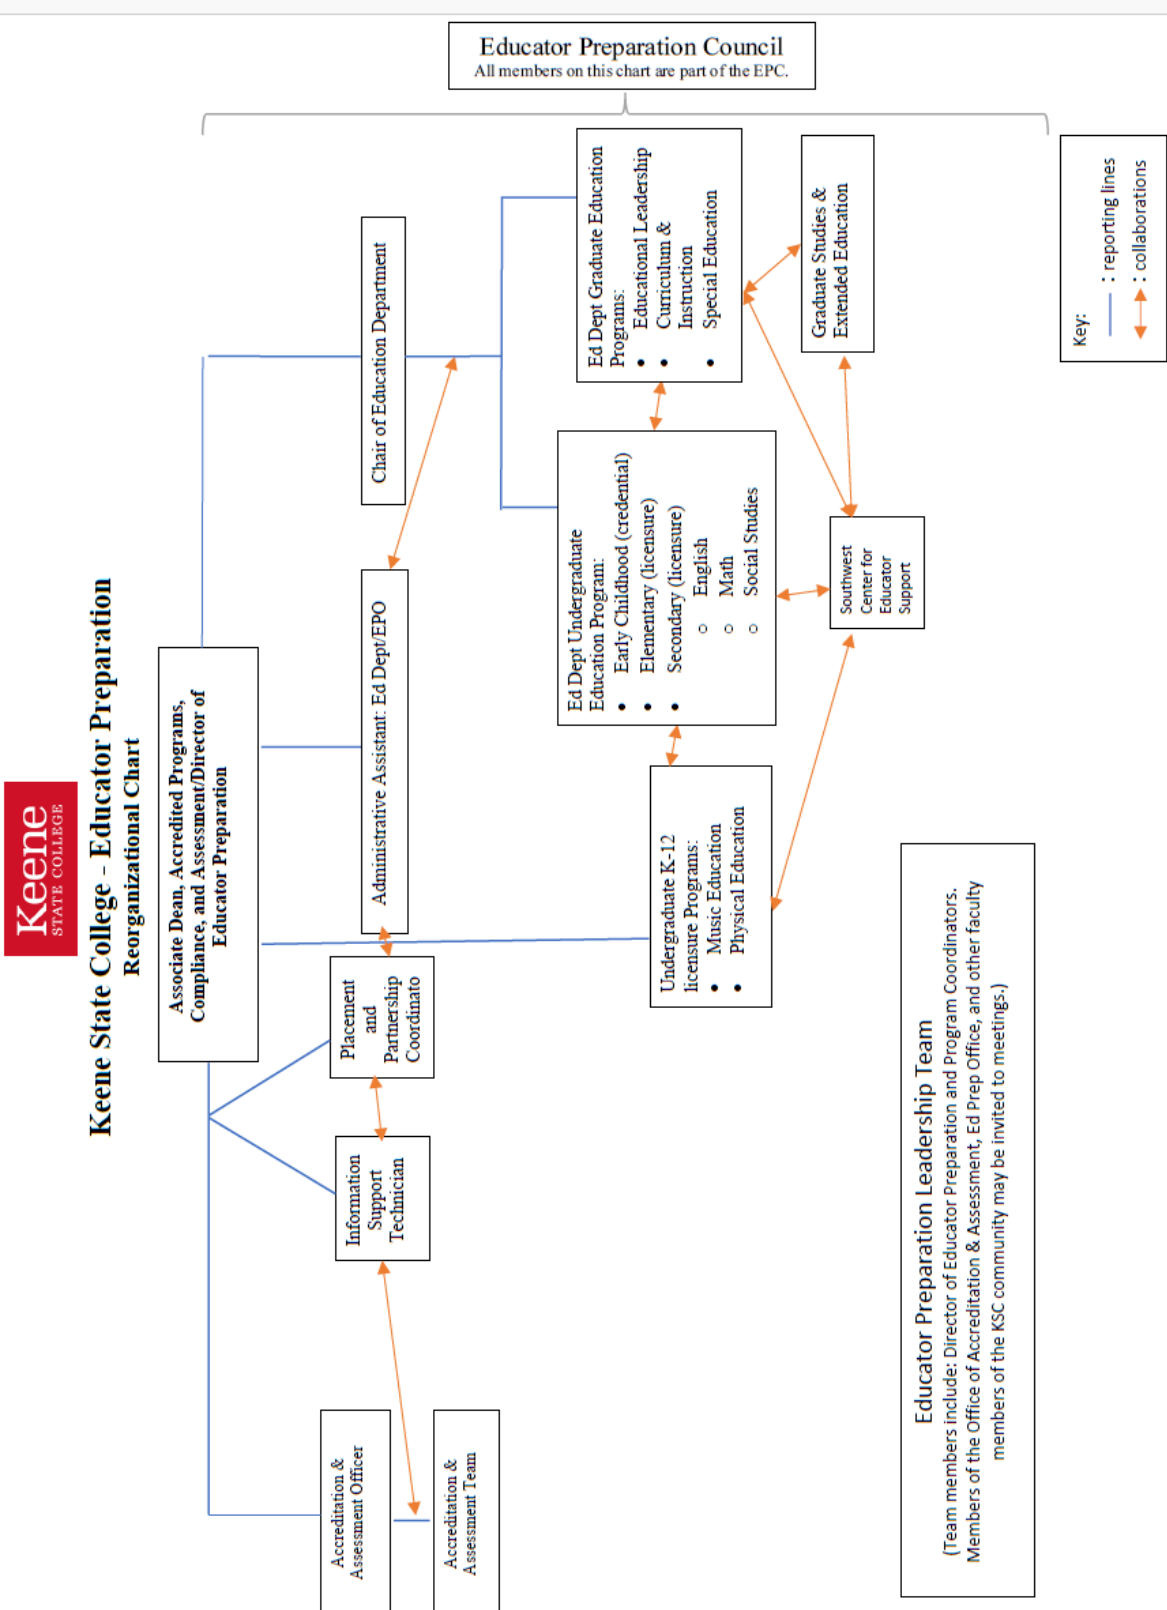 Educator Preparation Council
All members on this chart are part of the EPC.
Keene
STATE COLLEGE
Keene State College - Educator Preparation
Reorganizational Chart
Associate Dean, Accredited Programs,
Compliance, and Assessment/Director of
Educator Preparation
Accreditation &
Assessment Officer
Accreditation &
Assessment Team
Information
Support
Technician
Placement
and
Partnership
Coordinato
Administrative Assistant: Ed Dept/EPO
Chair of Education Department
Undergraduate K-12
licensure Programs:
• Music Education
• Physical Education
Ed Dept Undergraduate
Education Program:
• Early Childhood (credential)
• Elementary (licensure)
• Secondary (licensure)
○ English
○ Math
○ Social Studies
Ed Dept Graduate Education
Programs:
• Educational Leadership
• Curriculum &
Instruction
• Special Education
Southwest
Center for
Educator
Support
Graduate Studies &
Extended Education
Educator Preparation Leadership Team
(Team members include: Director of Educator Preparation and Program Coordinators.
Members of the Office of Accreditation & Assessment, Ed Prep Office, and other faculty
members of the KSC community may be invited to meetings.)
Key:
: reporting lines
: collaborations